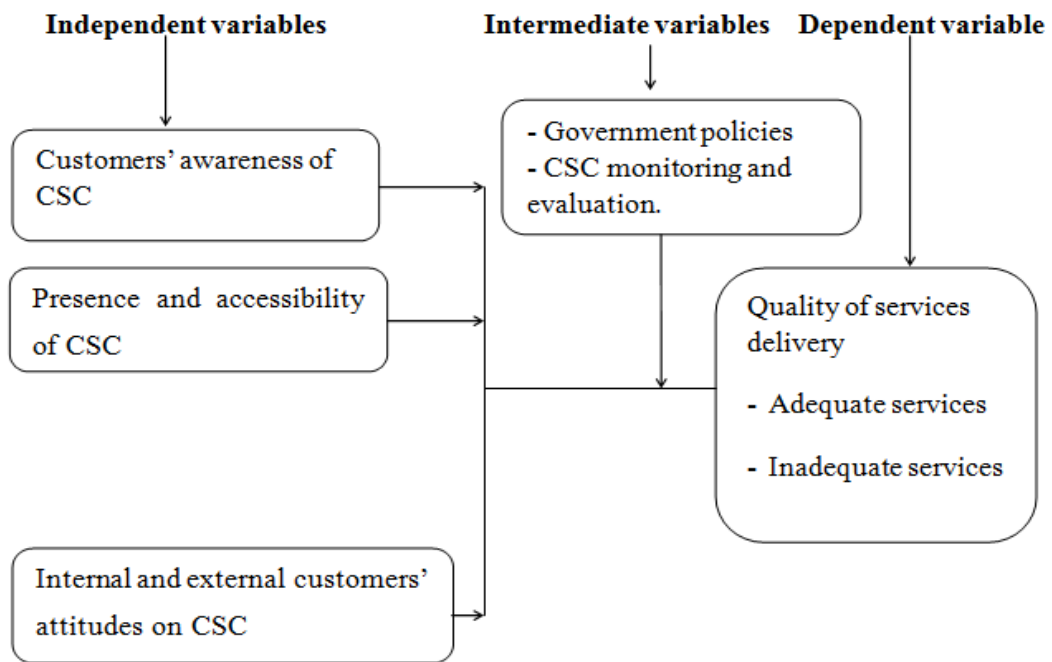 Independent variables
Intermediate variables
Dependent variable
Customers’ awareness of
CSC
Presence and accessibility
of CSC
Internal and external customers’
attitudes on CSC
- Government policies
- CSC monitoring and
evaluation.
Quality of services
delivery
- Adequate services
- Inadequate services